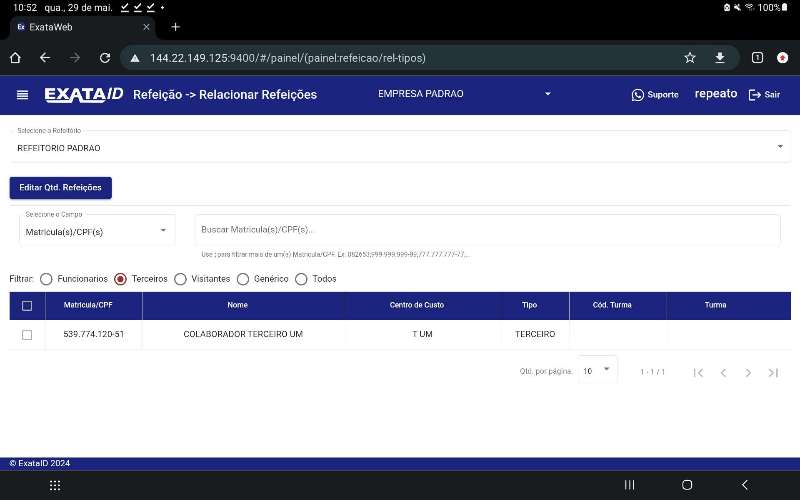 10:52 qua., 29 de mai.
100%
Ex ExataWeb
144.22.149.125:9400/#/painel/(painel:refeicao/rel-tipos)
1
EXATA ID Refeição -> Relacionar Refeições EMPRESA PADRAO Suporte repeato Sair
Selecione o Refeitório
REFEITORIO PADRAO
Editar Qtd. Refeições
Selecione o Campo
Matricula(s)/CPF(s)
Buscar Matricula(s)/CPF(s)...
Use ; para filtrar mais de um(a) Matricula/CPF. Ex: 082653;999.999.999-99;777.777.777-77;...
Filtrar: Funcionarios Terceiros Visitantes Genérico Todos
Matricula/CPF Nome Centro de Custo Tipo Cód. Turma Turma
539.774.120-51 COLABORADOR TERCEIRO UM T UM TERCEIRO
Qtd. por página: 10 1 - 1 / 1
© ExataID 2024